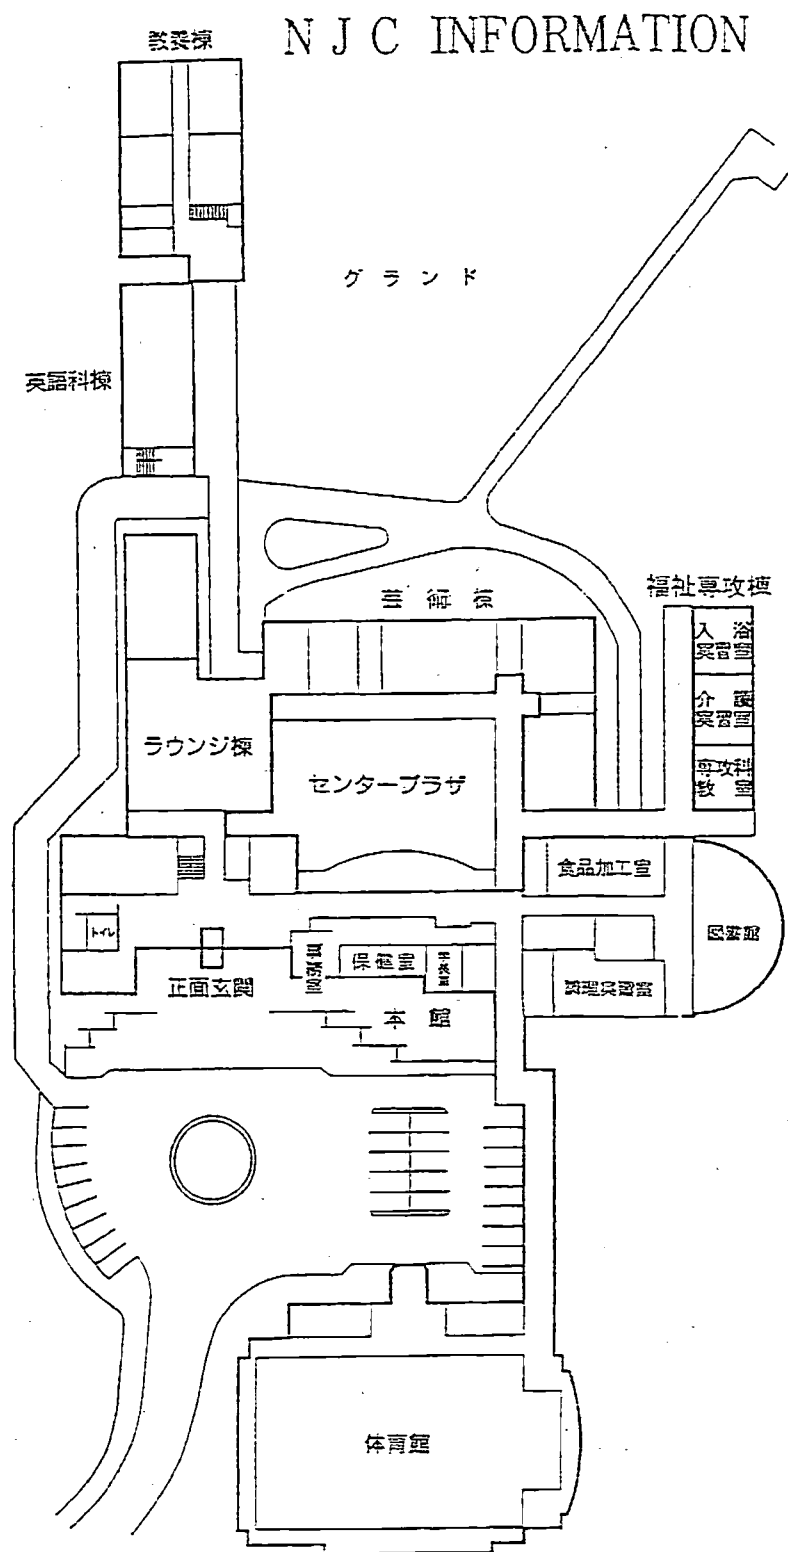 NJC INFORMATION
教養棟
グランド
英語科棟
芸術棟
福祉専攻棟
入浴
実習室
介護
実習室
専攻科
教室
ラウンジ棟
センタープラザ
食品加工室
トイレ
保健室
図書館
調理実習室
正面玄関
本館
体育館